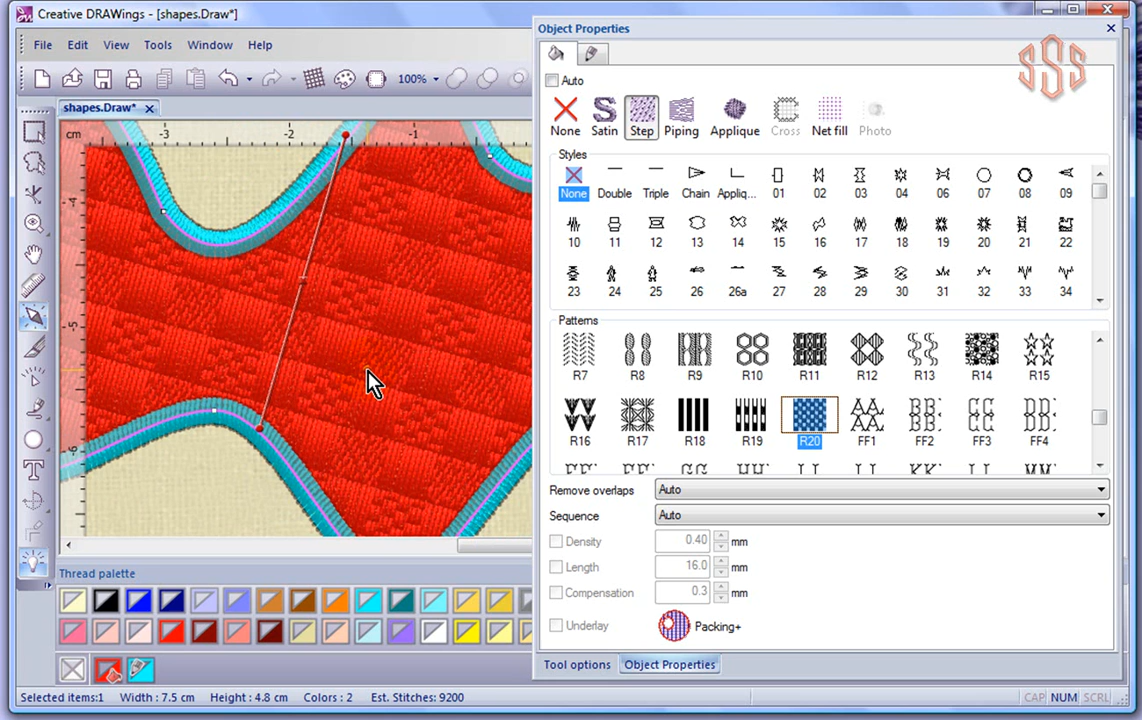 Creative DRAWings - [shapes.Draw*]
Object Properties
File Edit View Tools Window Help
SSS
100%
Auto
shapes.Draw*
None Satin Step Piping Applique Cross Net fill Photo
cm -3 -2 -1
Styles
None Double Triple Chain Appliq... 01 02 03 04 06 07 08 09
10 11 12 13 14 15 16 17 18 19 20 21 22
23 24 25 26 26a 27 28 29 30 31 32 33 34
-4
-5
-6
Patterns
R7 R8 R9 R10 R11 R12 R13 R14 R15
R16 R17 R18 R19 R20 FF1 FF2 FF3 FF4
Remove overlaps Auto
Sequence Auto
Density 0.40 mm
Length 16.0 mm
Compensation 0.3 mm
Underlay Packing+
Thread palette
Tool options Object Properties
Selected items:1 Width : 7.5 cm Height : 4.8 cm Colors : 2 Est. Stitches: 9200
CAP NUM SCRL